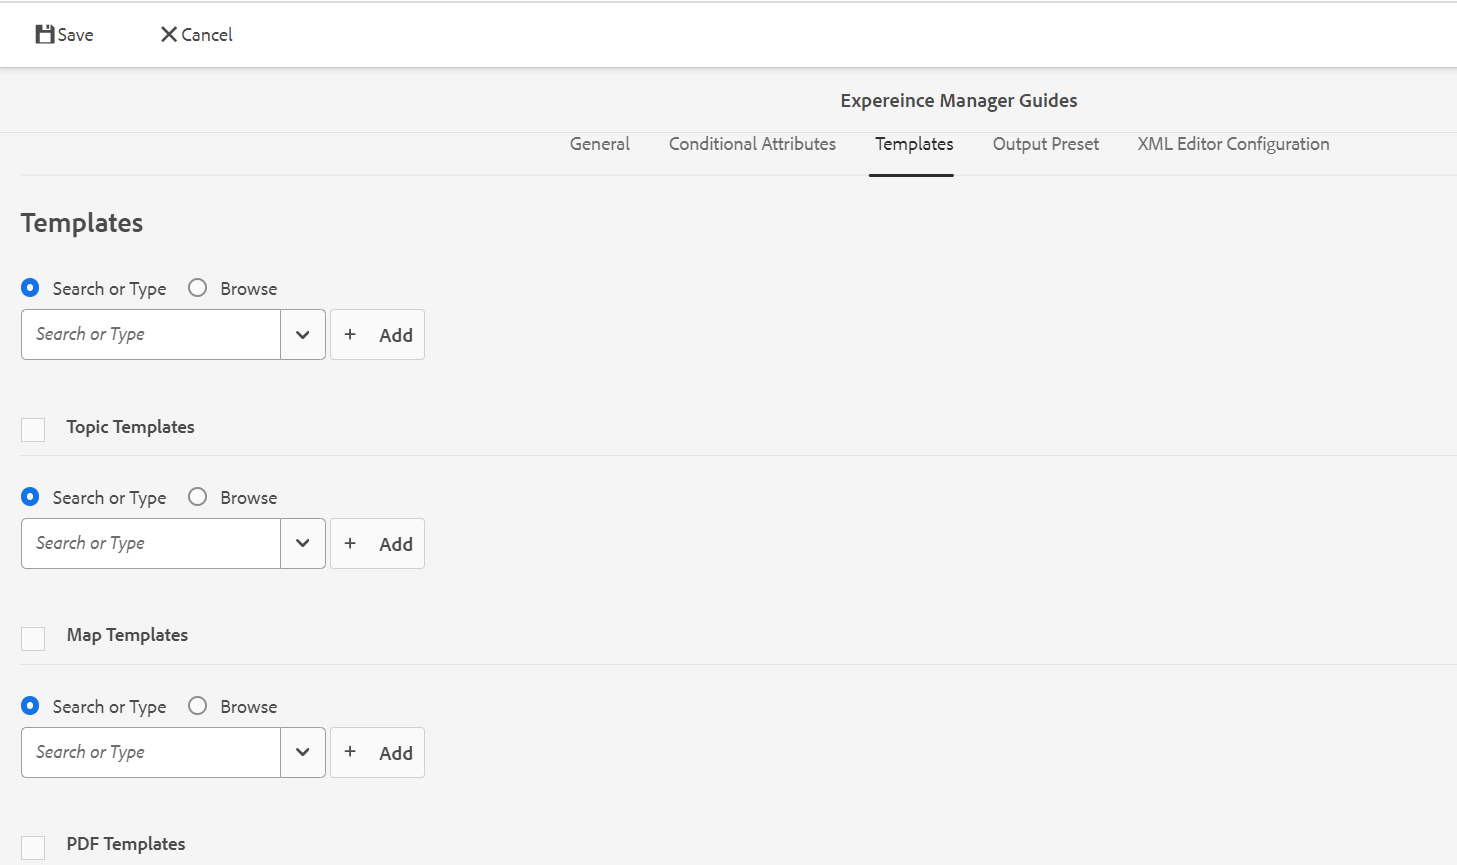 Save Cancel
Expereince Manager Guides
General Conditional Attributes Templates Output Preset XML Editor Configuration
Templates
Search or Type Browse
Search or Type + Add
Topic Templates
Search or Type Browse
Search or Type + Add
Map Templates
Search or Type Browse
Search or Type + Add
PDF Templates